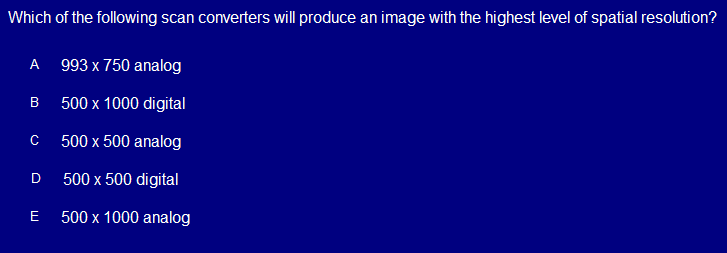 Which of the following scan converters will produce an image with the highest level of spatial resolution?
A 993 x 750 analog
B 500 x 1000 digital
C 500 x 500 analog
D 500 x 500 digital
E 500 x 1000 analog